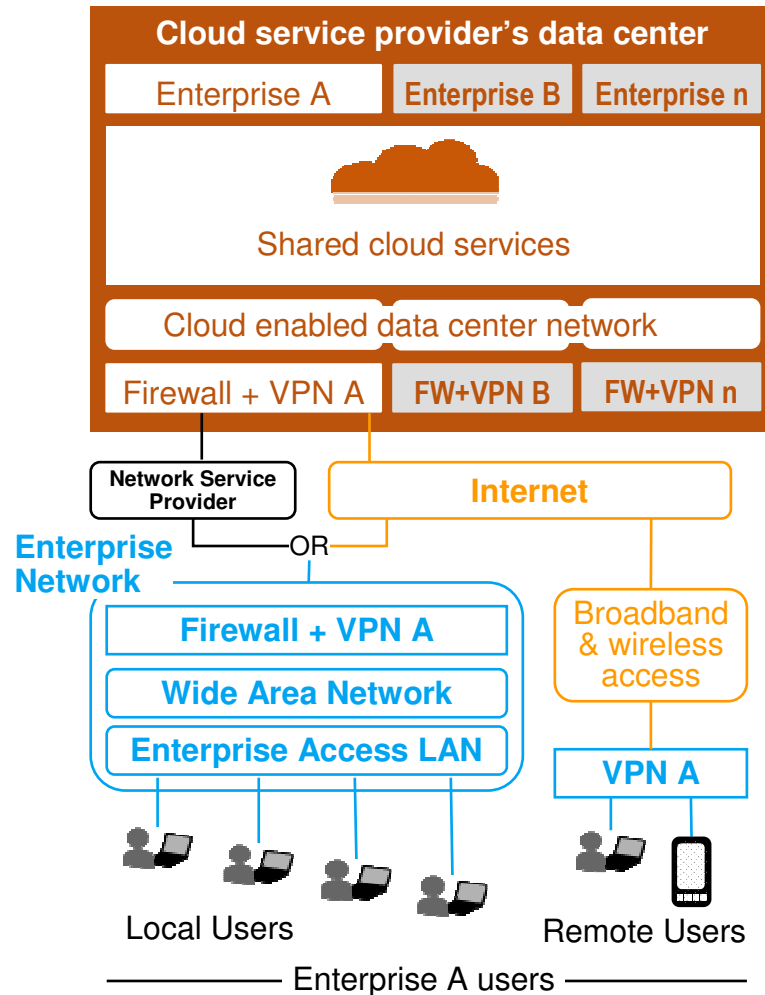 Cloud service provider’s data center
Enterprise A
Enterprise B
Enterprise n
Shared cloud services
Cloud enabled data center network
Firewall + VPN A
FW+VPN B
FW+VPN n
Network Service
Provider
Internet
OR
Enterprise
Network
Firewall + VPN A
Wide Area Network
Enterprise Access LAN
Broadband
& wireless
access
VPN A
Local Users
Remote Users
Enterprise A users